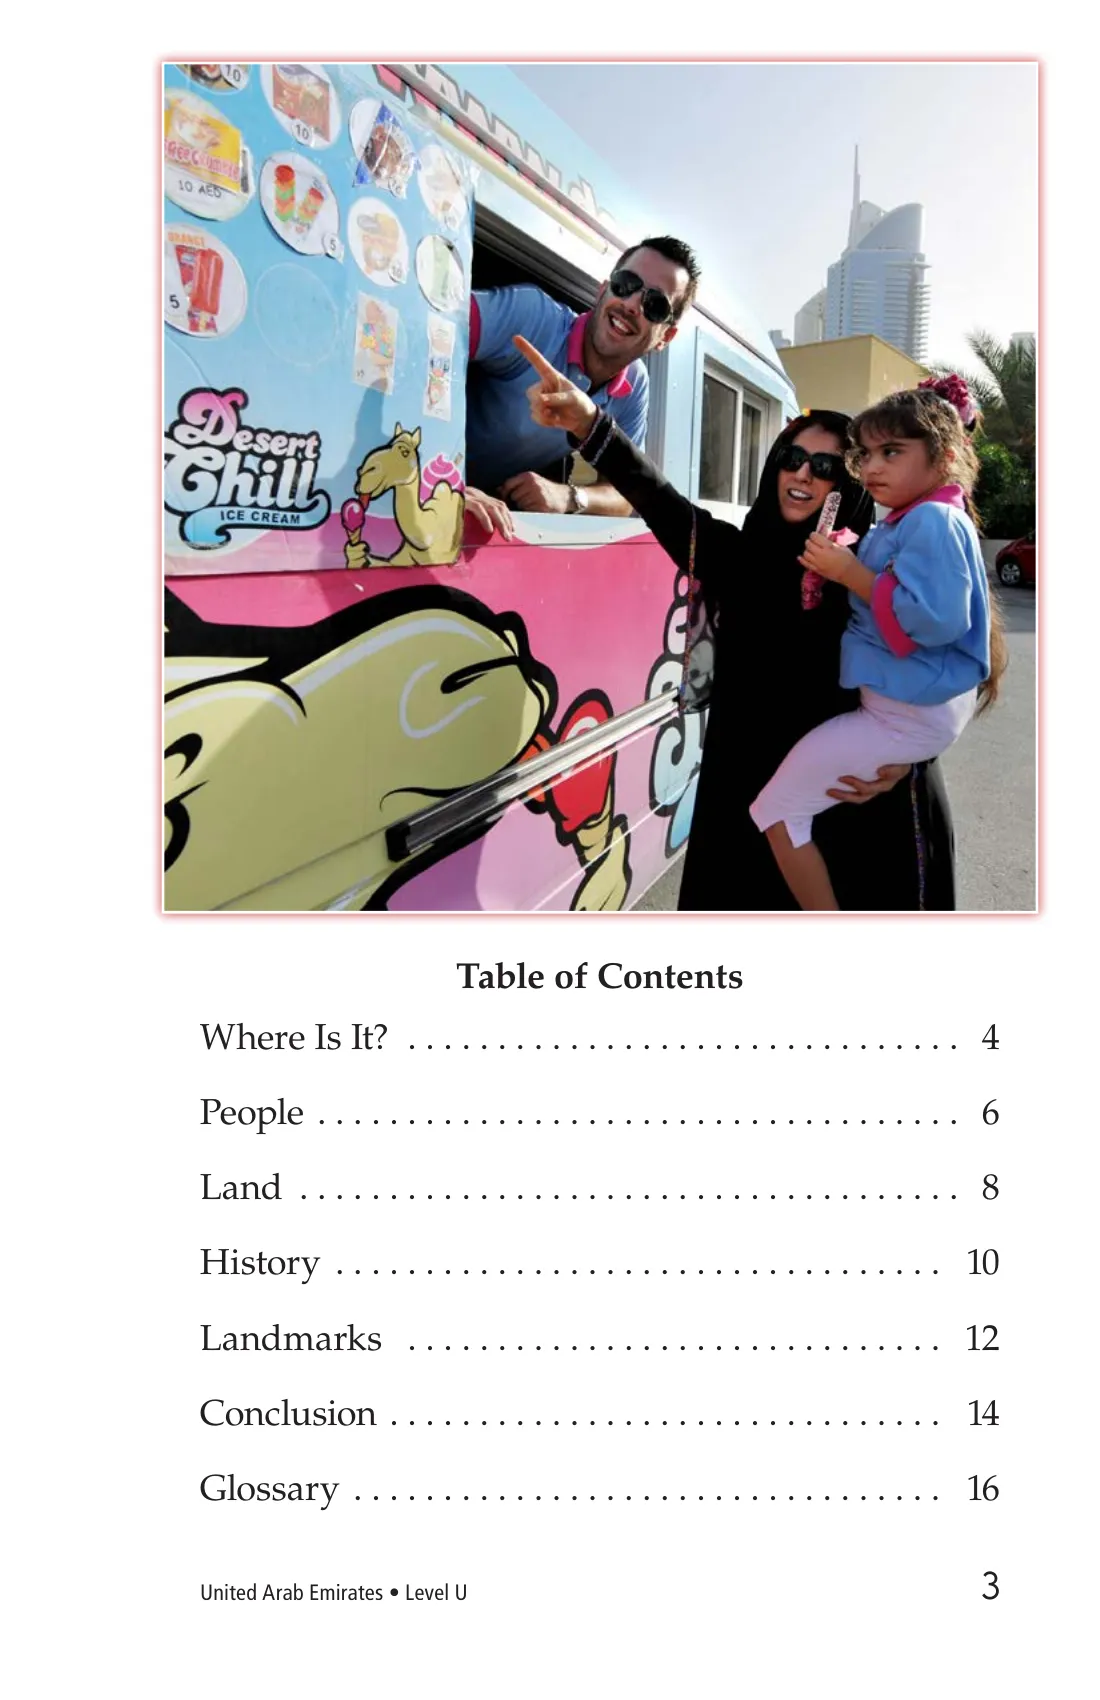 10
10
10 AED
5
10
ORANGE
5
Desert
Chill
ICE CREAM
Table of Contents
Where Is It? . . . . . . . . . . . . . . . . . . . . . . . . . . . . . . . 4
People . . . . . . . . . . . . . . . . . . . . . . . . . . . . . . . . . . . . 6
Land . . . . . . . . . . . . . . . . . . . . . . . . . . . . . . . . . . . . . 8
History . . . . . . . . . . . . . . . . . . . . . . . . . . . . . . . . . . 10
Landmarks . . . . . . . . . . . . . . . . . . . . . . . . . . . . . . 12
Conclusion . . . . . . . . . . . . . . . . . . . . . . . . . . . . . . . 14
Glossary . . . . . . . . . . . . . . . . . . . . . . . . . . . . . . . . . 16
United Arab Emirates • Level U
3